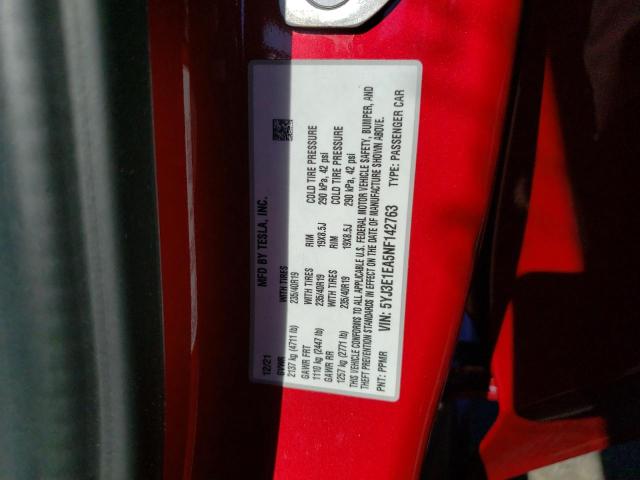 MFD BY TESLA, INC.
12/21
GVWR
2137 kg (4711 lb)
GAWR FRT WITH TIRES RIM COLD TIRE PRESSURE
1110 kg (2447 lb) 235/40R19 19X8.5J 290 kPa, 42 psi
GAWR RR WITH TIRES RIM COLD TIRE PRESSURE
1257 kg (2771 lb) 235/40R19 19X8.5J 290 kPa, 42 psi
THIS VEHICLE CONFORMS TO ALL APPLICABLE U.S. FEDERAL MOTOR VEHICLE SAFETY, BUMPER, AND
THEFT PREVENTION STANDARDS IN EFFECT ON THE DATE OF MANUFACTURE SHOWN ABOVE.
VIN: 5YJ3E1EA5NF142763 TYPE: PASSENGER CAR
PNT: PPMR